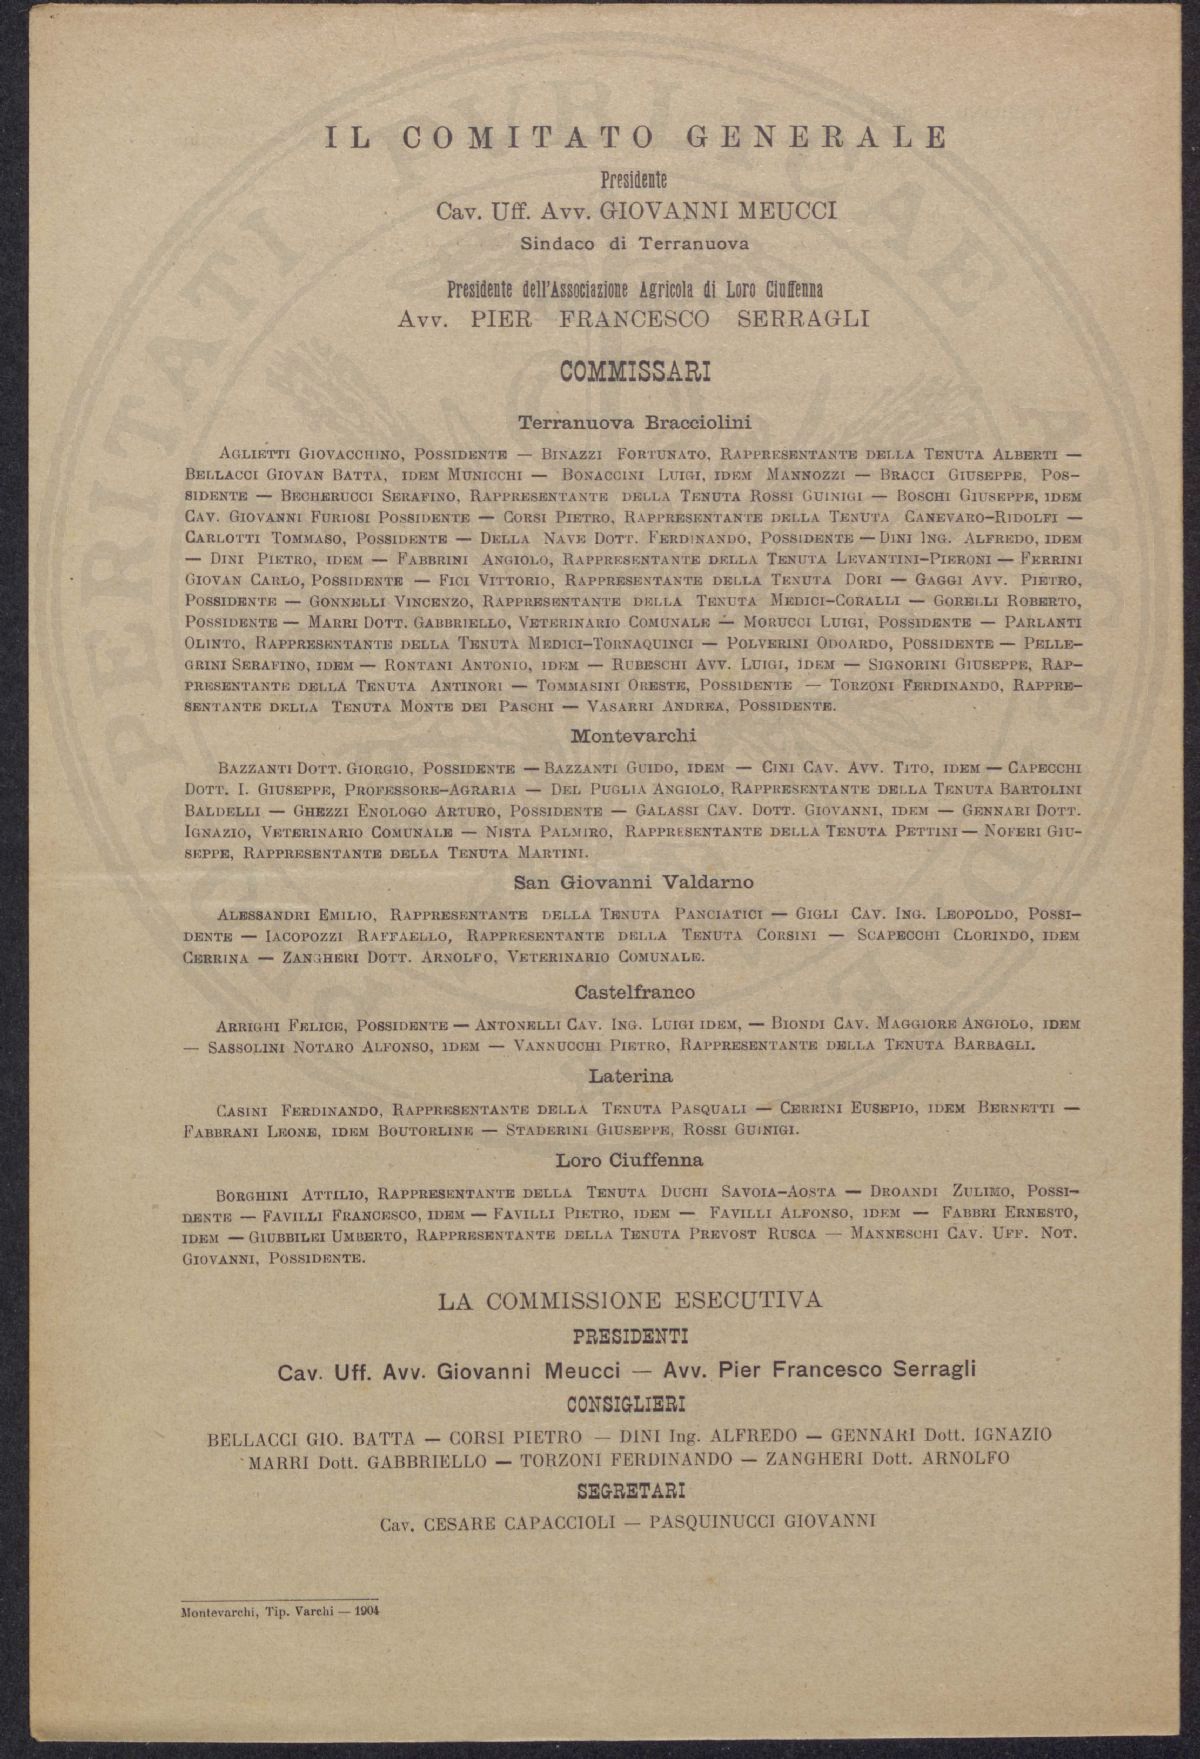 IL COMITATO GENERALE
Presidente
Cav. Uff. Avv. GIOVANNI MEUCCI
Sindaco di Terranuova
Presidente dell'Associazione Agricola di Loro Ciuffenna
Avv. PIER FRANCESCO SERRAGLI
COMMISSARI
Terranuova Bracciolini
AGLIETTI GIOVACCHINO, POSSIDENTE — BINAZZI FORTUNATO, RAPPRESENTANTE DELLA TENUTA ALBERTI —
BELLACCI GIOVAN BATTA, IDEM MUNICCHI — BONACCINI LUIGI, IDEM MANNOZZI — BRACCI GIUSEPPE, POS-
SIDENTE — BECHERUCCI SERAFINO, RAPPRESENTANTE DELLA TENUTA ROSSI GUINIGI — BOSCHI GIUSEPPE, IDEM
CAV. GIOVANNI FURIOSI POSSIDENTE — CORSI PIETRO, RAPPRESENTANTE DELLA TENUTA CANEVARO-RIDOLFI —
CARLOTTI TOMMASO, POSSIDENTE — DELLA NAVE DOTT. FERDINANDO, POSSIDENTE — DINI ING. ALFREDO, IDEM
— DINI PIETRO, IDEM — FABBRINI ANGIOLO, RAPPRESENTANTE DELLA TENUTA LEVANTINI-PIERONI — FERRINI
GIOVAN CARLO, POSSIDENTE — FICI VITTORIO, RAPPRESENTANTE DELLA TENUTA DORI — GAGGI AVV. PIETRO,
POSSIDENTE — GONNELLI VINCENZO, RAPPRESENTANTE DELLA TENUTA MEDICI-CORALLI — GORELLI ROBERTO,
POSSIDENTE — MARRI DOTT. GABBRIELLO, VETERINARIO COMUNALE — MORUCCI LUIGI, POSSIDENTE — PARLANTI
OLINTO, RAPPRESENTANTE DELLA TENUTA MEDICI-TORNAQUINCI — POLVERINI ODOARDO, POSSIDENTE — PELLE-
GRINI SERAFINO, IDEM — RONTANI ANTONIO, IDEM — RUBESCHI AVV. LUIGI, IDEM — SIGNORINI GIUSEPPE, RAP-
PRESENTANTE DELLA TENUTA ANTINORI — TOMMASINI ORESTE, POSSIDENTE — TORZONI FERDINANDO, RAPPRE-
SENTANTE DELLA TENUTA MONTE DEI PASCHI — VASARRI ANDREA, POSSIDENTE.
Montevarchi
BAZZANTI DOTT. GIORGIO, POSSIDENTE — BAZZANTI GUIDO, IDEM — CINI CAV. AVV. TITO, IDEM — CAPECCHI
DOTT. I. GIUSEPPE, PROFESSORE-AGRARIA — DEL PUGLIA ANGIOLO, RAPPRESENTANTE DELLA TENUTA BARTOLINI
BALDELLI — GHEZZI ENOLOGO ARTURO, POSSIDENTE — GALASSI CAV. DOTT. GIOVANNI, IDEM — GENNARI DOTT.
IGNAZIO, VETERINARIO COMUNALE — NISTA PALMIRO, RAPPRESENTANTE DELLA TENUTA PETTINI — NOFERI GIU-
SEPPE, RAPPRESENTANTE DELLA TENUTA MARTINI.
San Giovanni Valdarno
ALESSANDRI EMILIO, RAPPRESENTANTE DELLA TENUTA PANCIATICI — GIGLI CAV. ING. LEOPOLDO, POSSI-
DENTE — IACOPOZZI RAFFAELLO, RAPPRESENTANTE DELLA TENUTA CORSINI — SCAPECCHI CLORINDO, IDEM
CERRINA — ZANGHERI DOTT. ARNOLFO, VETERINARIO COMUNALE.
Castelfranco
ARRIGHI FELICE, POSSIDENTE — ANTONELLI CAV. ING. LUIGI IDEM, — BIONDI CAV. MAGGIORE ANGIOLO, IDEM
— SASSOLINI NOTARO ALFONSO, IDEM — VANNUCCHI PIETRO, RAPPRESENTANTE DELLA TENUTA BARBAGLI.
Laterina
CASINI FERDINANDO, RAPPRESENTANTE DELLA TENUTA PASQUALI — CERRINI EUSEPIO, IDEM BERNETTI —
FABBRANI LEONE, IDEM BOUTORLINE — STADERINI GIUSEPPE, ROSSI GUINIGI.
Loro Ciuffenna
BORGHINI ATTILIO, RAPPRESENTANTE DELLA TENUTA DUCHI SAVOIA-AOSTA — DROANDI ZULIMO, POSSI-
DENTE — FAVILLI FRANCESCO, IDEM — FAVILLI PIETRO, IDEM — FAVILLI ALFONSO, IDEM — FABBRI ERNESTO,
IDEM — GIUBBILEI UMBERTO, RAPPRESENTANTE DELLA TENUTA PREVOST RUSCA — MANNESCHI CAV. UFF. NOT.
GIOVANNI, POSSIDENTE.
LA COMMISSIONE ESECUTIVA
PRESIDENTI
Cav. Uff. Avv. Giovanni Meucci — Avv. Pier Francesco Serragli
CONSIGLIERI
BELLACCI GIO. BATTA — CORSI PIETRO — DINI Ing. ALFREDO — GENNARI Dott. IGNAZIO
MARRI Dott. GABBRIELLO — TORZONI FERDINANDO — ZANGHERI Dott. ARNOLFO
SEGRETARI
Cav. CESARE CAPACCIOLI — PASQUINUCCI GIOVANNI
Montevarchi, Tip. Varchi — 1904